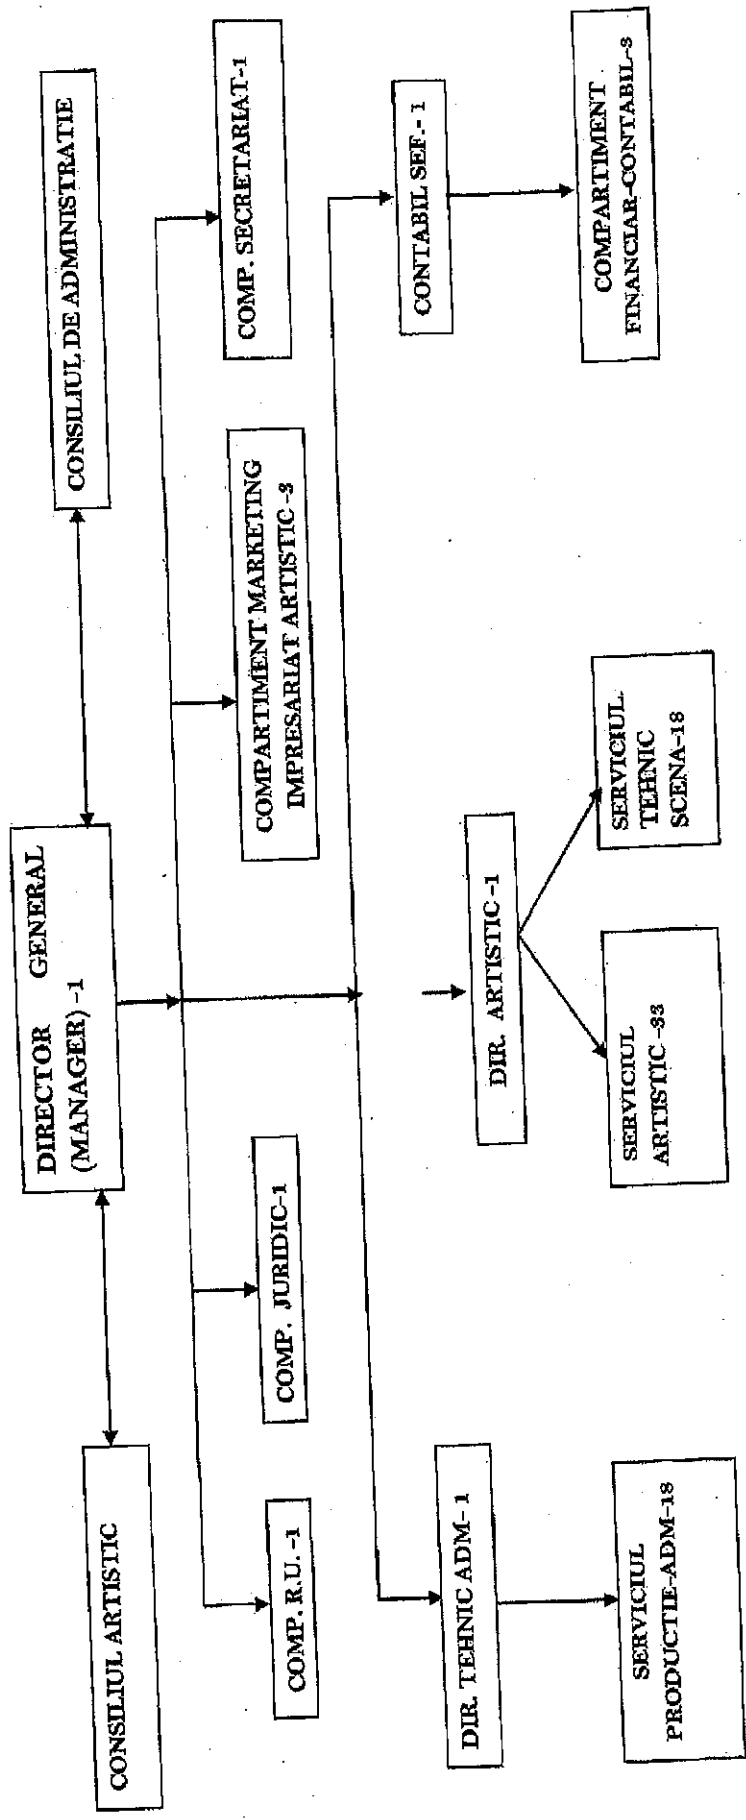 CONSILIUL ARTISTIC
DIRECTOR GENERAL
(MANAGER) -1
CONSILIUL DE ADMINISTRATIE
COMP. R.U. -1
COMP. JURIDIC-1
COMPARTIMENT MARKETING
IMPRESARIAT ARTISTIC -3
COMP. SECRETARIAT-1
DIR. TEHNIC ADM- 1
DIR. ARTISTIC -1
CONTABIL SEF.- 1
SERVICIUL
PRODUCTIE-ADM-18
SERVICIUL
ARTISTIC -33
SERVICIUL
TEHNIC
SCENA-18
COMPARTIMENT
FINANCIAR-CONTABIL-3